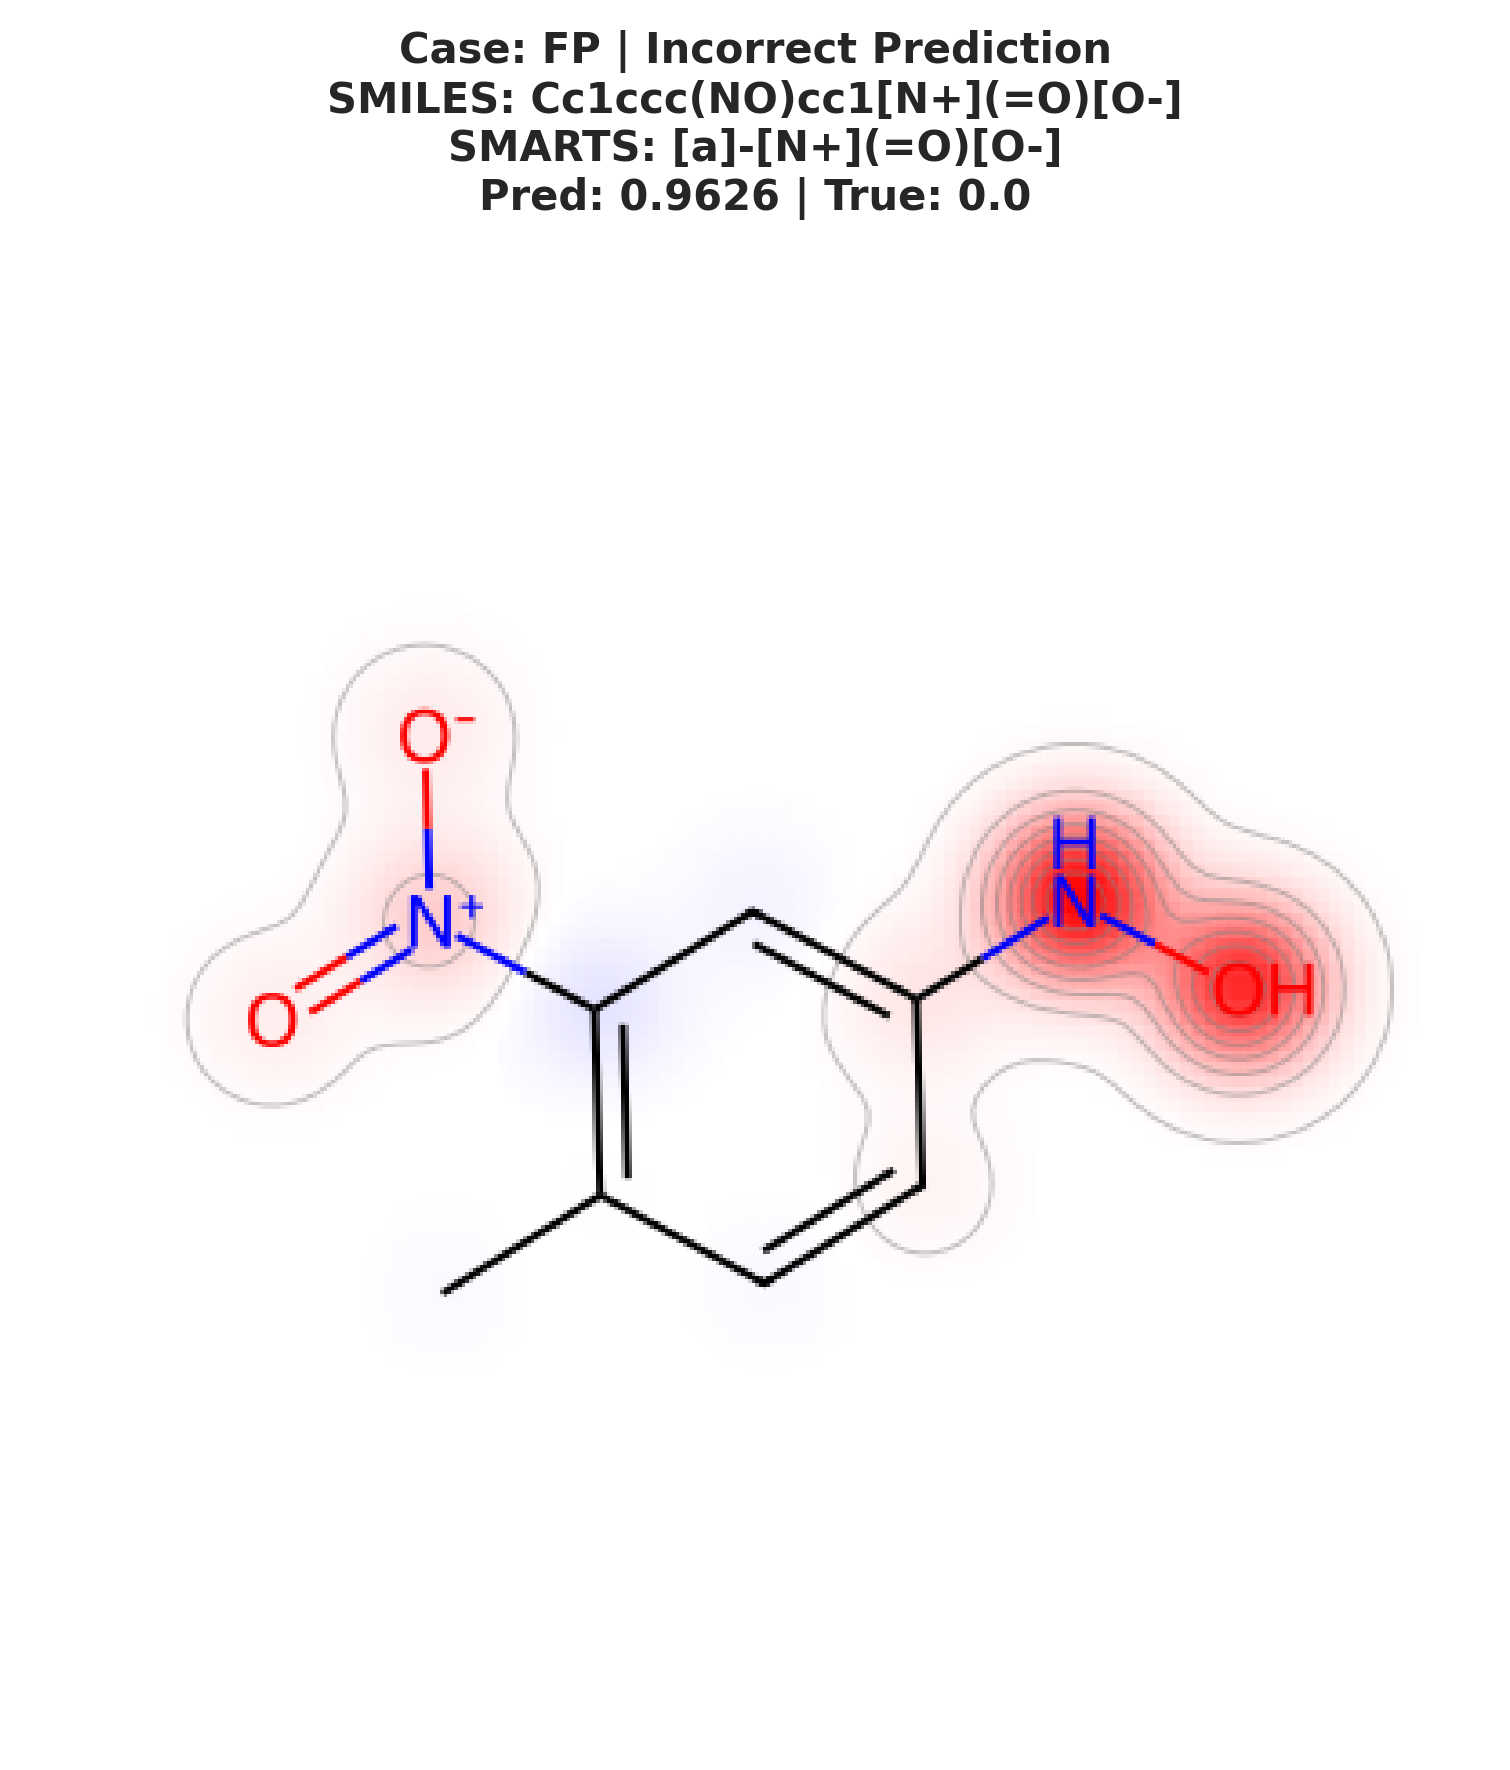 Case: FP | Incorrect Prediction
SMILES: Cc1ccc(NO)cc1[N+](=O)[O-]
SMARTS: [a]-[N+](=O)[O-]
Pred: 0.9626 | True: 0.0
O⁻
H
N
N⁺
OH
O